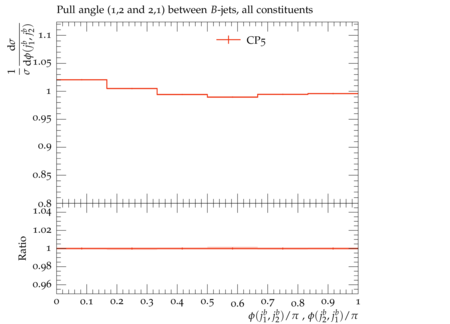 Pull angle (1,2 and 2,1) between B-jets, all constituents
1/σ dσ/dϕ(j₁ᵇ, j₂ᵇ)
CP5
1.1
1.05
1
0.95
0.9
0.85
0.8
Ratio
1.04
1.02
1
0.98
0.96
0 0.1 0.2 0.3 0.4 0.5 0.6 0.7 0.8 0.9 1
ϕ(j₁ᵇ, j₂ᵇ)/π , ϕ(j₂ᵇ, j₁ᵇ)/π